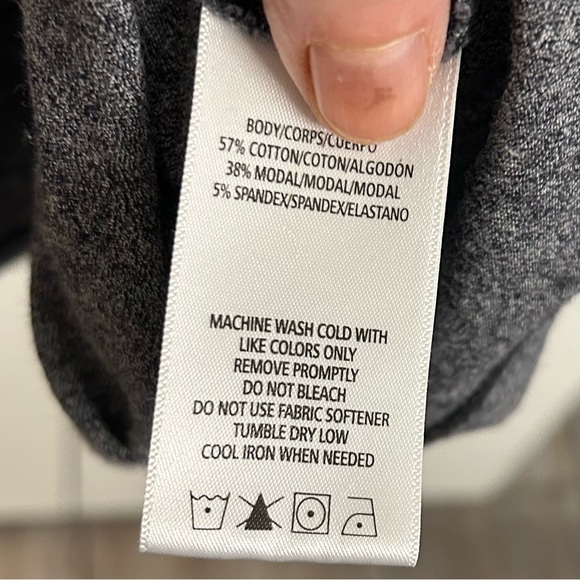 BODY/CORPS/CUERPO
57% COTTON/COTON/ALGODÓN
38% MODAL/MODAL/MODAL
5% SPANDEX/SPANDEX/ELASTANO
MACHINE WASH COLD WITH
LIKE COLORS ONLY
REMOVE PROMPTLY
DO NOT BLEACH
DO NOT USE FABRIC SOFTENER
TUMBLE DRY LOW
COOL IRON WHEN NEEDED